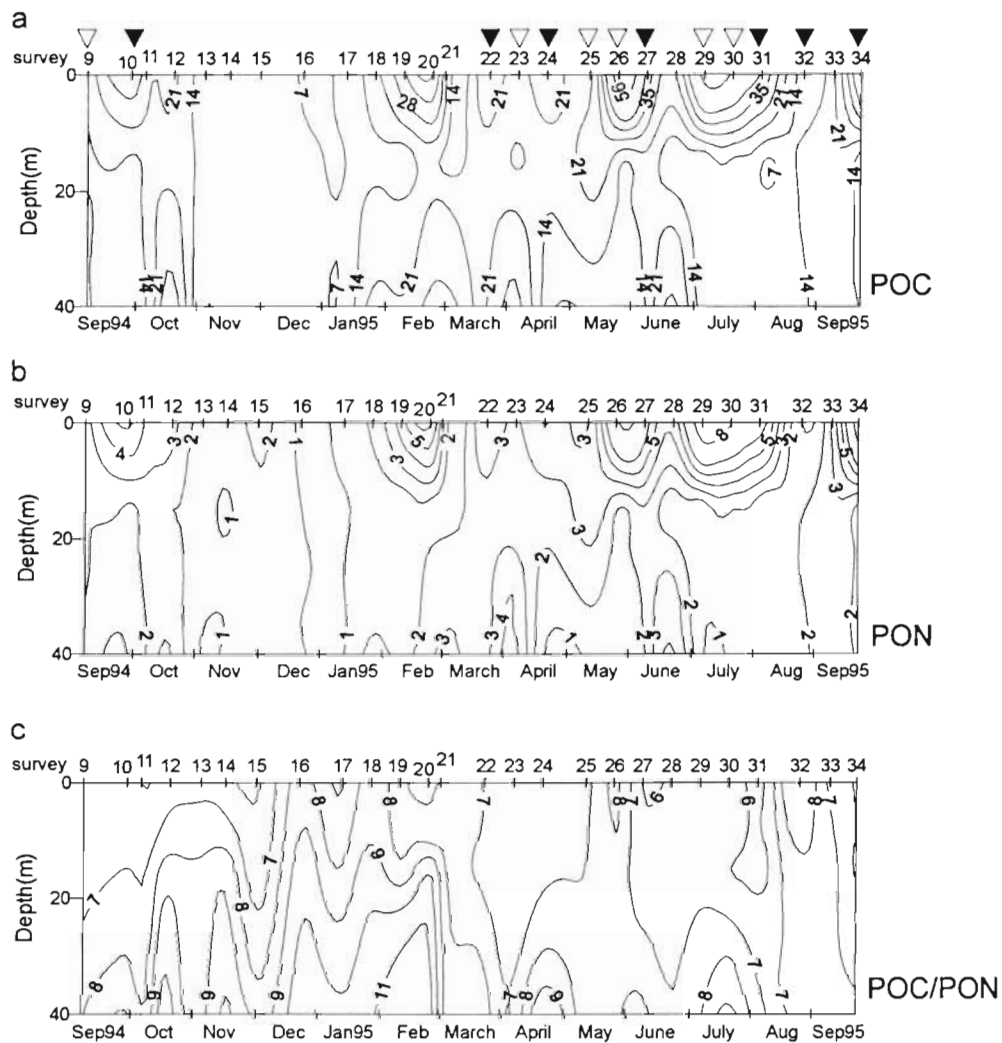 a
survey 9 10 11 12 13 14 15 16 17 18 19 20 21 22 23 24 25 26 27 28 29 30 31 32 33 34
0
21 14 7 28 14 21 21 56 35 35 21 14
21
21
7
14
20
Depth(m)
14
14 21 7 14 21 21 14 21 14 14
40
POC
Sep94 Oct Nov Dec Jan95 Feb March April May June July Aug Sep95
b
survey 9 10 11 12 13 14 15 16 17 18 19 20 21 22 23 24 25 26 27 28 29 30 31 32 33 34
0
4 3 2 2 1 3 5 2 3 3 5 8 5 3 2 5
3
1
3
20
Depth(m)
2
4
2 1 1 1 2 3 3 1 2 3 2 1 2 2
40
PON
Sep94 Oct Nov Dec Jan95 Feb March April May June July Aug Sep95
c
survey 9 10 11 12 13 14 15 16 17 18 19 20 21 22 23 24 25 26 27 28 29 30 31 32 33 34
0
8 8 7 8 7 6 6 7
7
9
7
8
20
Depth(m)
8 9 9 9 11 7 8 9 8 7 7
40
POC/PON
Sep94 Oct Nov Dec Jan95 Feb March April May June July Aug Sep95